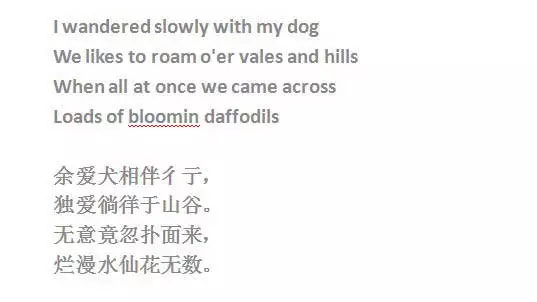 I wandered slowly with my dog
We likes to roam o'er vales and hills
When all at once we came across
Loads of bloomin daffodils
余爱犬相伴彳亍，
独爱徜徉于山谷。
无意竟忽扑面来，
烂漫水仙花无数。